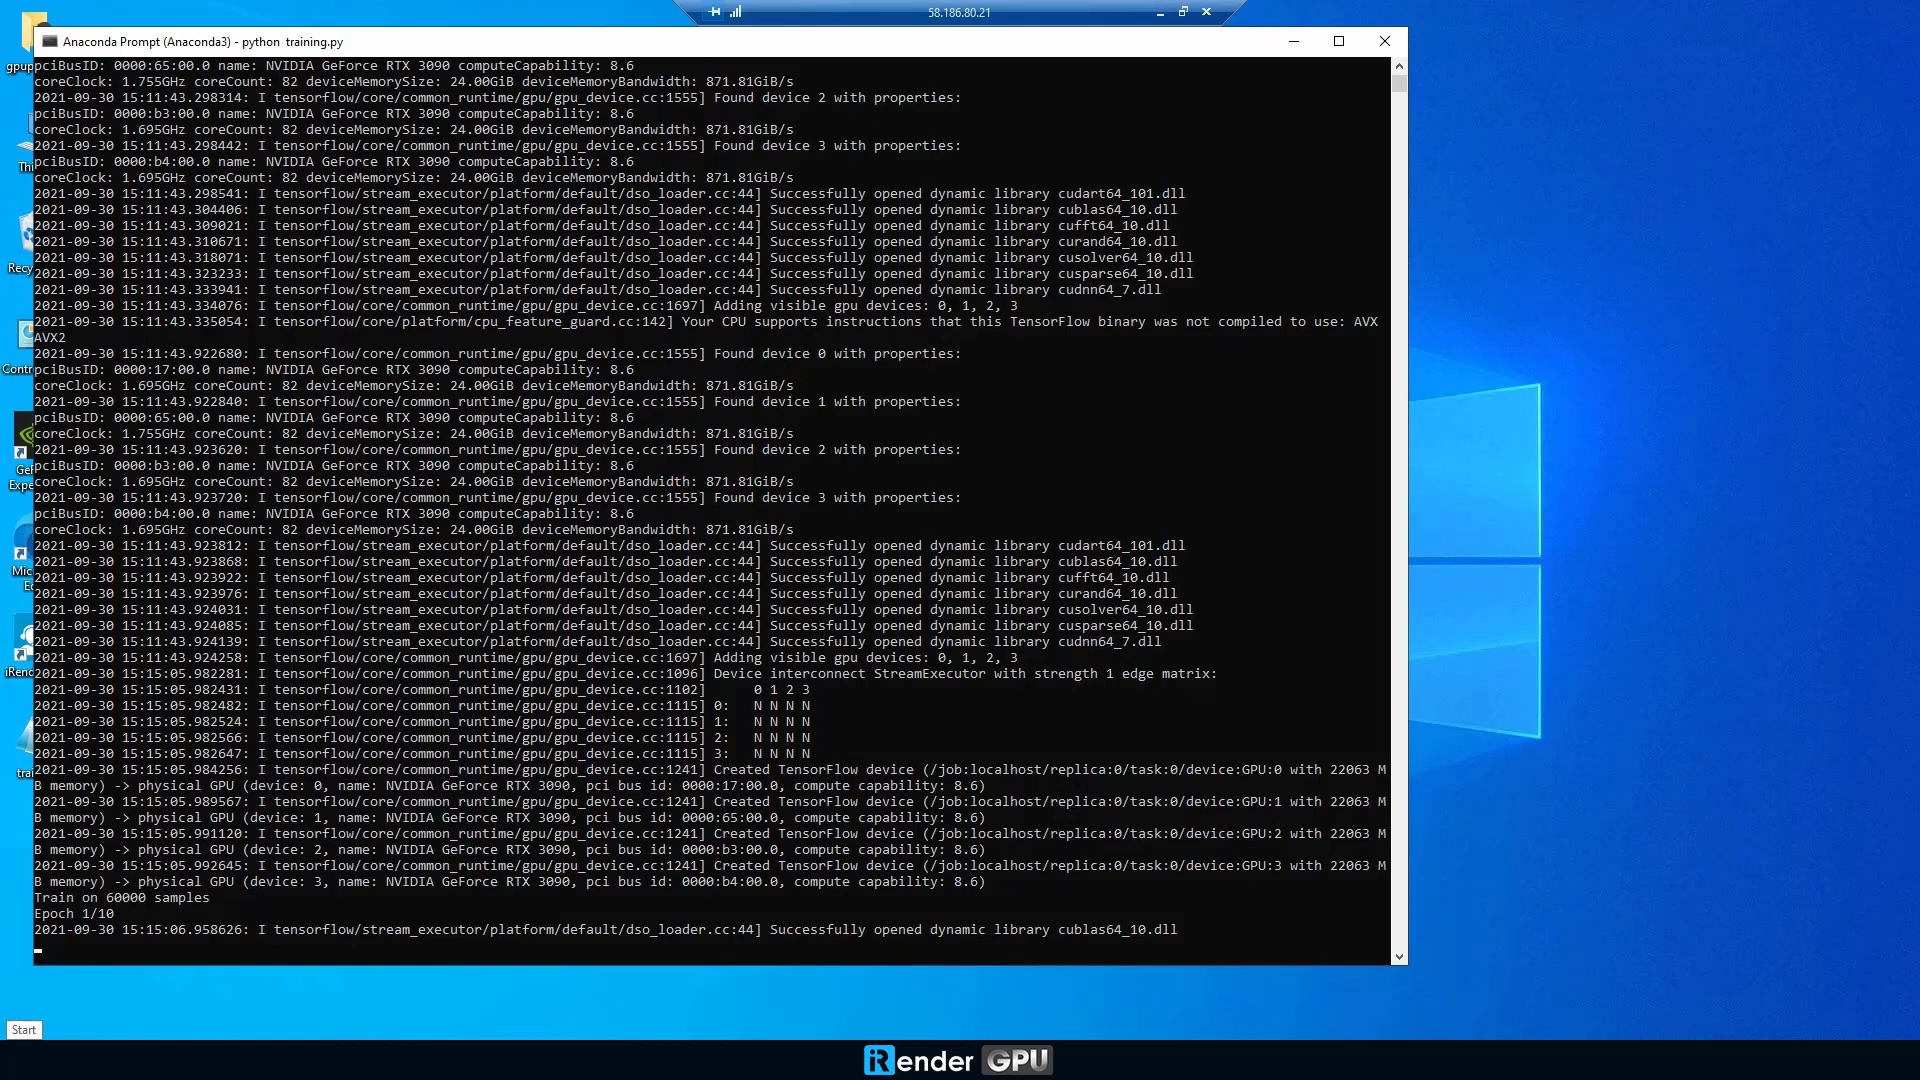 58.186.80.21
Anaconda Prompt (Anaconda3) - python  training.py
pciBusID: 0000:65:00.0 name: NVIDIA GeForce RTX 3090 computeCapability: 8.6
coreClock: 1.755GHz coreCount: 82 deviceMemorySize: 24.00GiB deviceMemoryBandwidth: 871.81GiB/s
2021-09-30 15:11:43.298314: I tensorflow/core/common_runtime/gpu/gpu_device.cc:1555] Found device 2 with properties:
pciBusID: 0000:b3:00.0 name: NVIDIA GeForce RTX 3090 computeCapability: 8.6
coreClock: 1.695GHz coreCount: 82 deviceMemorySize: 24.00GiB deviceMemoryBandwidth: 871.81GiB/s
2021-09-30 15:11:43.298442: I tensorflow/core/common_runtime/gpu/gpu_device.cc:1555] Found device 3 with properties:
pciBusID: 0000:b4:00.0 name: NVIDIA GeForce RTX 3090 computeCapability: 8.6
coreClock: 1.695GHz coreCount: 82 deviceMemorySize: 24.00GiB deviceMemoryBandwidth: 871.81GiB/s
2021-09-30 15:11:43.298541: I tensorflow/stream_executor/platform/default/dso_loader.cc:44] Successfully opened dynamic library cudart64_101.dll
2021-09-30 15:11:43.304406: I tensorflow/stream_executor/platform/default/dso_loader.cc:44] Successfully opened dynamic library cublas64_10.dll
2021-09-30 15:11:43.309021: I tensorflow/stream_executor/platform/default/dso_loader.cc:44] Successfully opened dynamic library cufft64_10.dll
2021-09-30 15:11:43.310671: I tensorflow/stream_executor/platform/default/dso_loader.cc:44] Successfully opened dynamic library curand64_10.dll
2021-09-30 15:11:43.318071: I tensorflow/stream_executor/platform/default/dso_loader.cc:44] Successfully opened dynamic library cusolver64_10.dll
2021-09-30 15:11:43.323233: I tensorflow/stream_executor/platform/default/dso_loader.cc:44] Successfully opened dynamic library cusparse64_10.dll
2021-09-30 15:11:43.333941: I tensorflow/stream_executor/platform/default/dso_loader.cc:44] Successfully opened dynamic library cudnn64_7.dll
2021-09-30 15:11:43.334076: I tensorflow/core/common_runtime/gpu/gpu_device.cc:1697] Adding visible gpu devices: 0, 1, 2, 3
2021-09-30 15:11:43.335054: I tensorflow/core/platform/cpu_feature_guard.cc:142] Your CPU supports instructions that this TensorFlow binary was not compiled to use: AVX
AVX2
2021-09-30 15:11:43.922680: I tensorflow/core/common_runtime/gpu/gpu_device.cc:1555] Found device 0 with properties:
pciBusID: 0000:17:00.0 name: NVIDIA GeForce RTX 3090 computeCapability: 8.6
coreClock: 1.695GHz coreCount: 82 deviceMemorySize: 24.00GiB deviceMemoryBandwidth: 871.81GiB/s
2021-09-30 15:11:43.922840: I tensorflow/core/common_runtime/gpu/gpu_device.cc:1555] Found device 1 with properties:
pciBusID: 0000:65:00.0 name: NVIDIA GeForce RTX 3090 computeCapability: 8.6
coreClock: 1.755GHz coreCount: 82 deviceMemorySize: 24.00GiB deviceMemoryBandwidth: 871.81GiB/s
2021-09-30 15:11:43.923620: I tensorflow/core/common_runtime/gpu/gpu_device.cc:1555] Found device 2 with properties:
pciBusID: 0000:b3:00.0 name: NVIDIA GeForce RTX 3090 computeCapability: 8.6
coreClock: 1.695GHz coreCount: 82 deviceMemorySize: 24.00GiB deviceMemoryBandwidth: 871.81GiB/s
2021-09-30 15:11:43.923720: I tensorflow/core/common_runtime/gpu/gpu_device.cc:1555] Found device 3 with properties:
pciBusID: 0000:b4:00.0 name: NVIDIA GeForce RTX 3090 computeCapability: 8.6
coreClock: 1.695GHz coreCount: 82 deviceMemorySize: 24.00GiB deviceMemoryBandwidth: 871.81GiB/s
2021-09-30 15:11:43.923812: I tensorflow/stream_executor/platform/default/dso_loader.cc:44] Successfully opened dynamic library cudart64_101.dll
2021-09-30 15:11:43.923868: I tensorflow/stream_executor/platform/default/dso_loader.cc:44] Successfully opened dynamic library cublas64_10.dll
2021-09-30 15:11:43.923922: I tensorflow/stream_executor/platform/default/dso_loader.cc:44] Successfully opened dynamic library cufft64_10.dll
2021-09-30 15:11:43.923976: I tensorflow/stream_executor/platform/default/dso_loader.cc:44] Successfully opened dynamic library curand64_10.dll
2021-09-30 15:11:43.924031: I tensorflow/stream_executor/platform/default/dso_loader.cc:44] Successfully opened dynamic library cusolver64_10.dll
2021-09-30 15:11:43.924085: I tensorflow/stream_executor/platform/default/dso_loader.cc:44] Successfully opened dynamic library cusparse64_10.dll
2021-09-30 15:11:43.924139: I tensorflow/stream_executor/platform/default/dso_loader.cc:44] Successfully opened dynamic library cudnn64_7.dll
2021-09-30 15:11:43.924258: I tensorflow/core/common_runtime/gpu/gpu_device.cc:1697] Adding visible gpu devices: 0, 1, 2, 3
2021-09-30 15:15:05.982281: I tensorflow/core/common_runtime/gpu/gpu_device.cc:1096] Device interconnect StreamExecutor with strength 1 edge matrix:
2021-09-30 15:15:05.982431: I tensorflow/core/common_runtime/gpu/gpu_device.cc:1102]      0 1 2 3
2021-09-30 15:15:05.982482: I tensorflow/core/common_runtime/gpu/gpu_device.cc:1115] 0:   N N N N
2021-09-30 15:15:05.982524: I tensorflow/core/common_runtime/gpu/gpu_device.cc:1115] 1:   N N N N
2021-09-30 15:15:05.982566: I tensorflow/core/common_runtime/gpu/gpu_device.cc:1115] 2:   N N N N
2021-09-30 15:15:05.982647: I tensorflow/core/common_runtime/gpu/gpu_device.cc:1115] 3:   N N N N
2021-09-30 15:15:05.984256: I tensorflow/core/common_runtime/gpu/gpu_device.cc:1241] Created TensorFlow device (/job:localhost/replica:0/task:0/device:GPU:0 with 22063 M
B memory) -> physical GPU (device: 0, name: NVIDIA GeForce RTX 3090, pci bus id: 0000:17:00.0, compute capability: 8.6)
2021-09-30 15:15:05.989567: I tensorflow/core/common_runtime/gpu/gpu_device.cc:1241] Created TensorFlow device (/job:localhost/replica:0/task:0/device:GPU:1 with 22063 M
B memory) -> physical GPU (device: 1, name: NVIDIA GeForce RTX 3090, pci bus id: 0000:65:00.0, compute capability: 8.6)
2021-09-30 15:15:05.991120: I tensorflow/core/common_runtime/gpu/gpu_device.cc:1241] Created TensorFlow device (/job:localhost/replica:0/task:0/device:GPU:2 with 22063 M
B memory) -> physical GPU (device: 2, name: NVIDIA GeForce RTX 3090, pci bus id: 0000:b3:00.0, compute capability: 8.6)
2021-09-30 15:15:05.992645: I tensorflow/core/common_runtime/gpu/gpu_device.cc:1241] Created TensorFlow device (/job:localhost/replica:0/task:0/device:GPU:3 with 22063 M
B memory) -> physical GPU (device: 3, name: NVIDIA GeForce RTX 3090, pci bus id: 0000:b4:00.0, compute capability: 8.6)
Train on 60000 samples
Epoch 1/10
2021-09-30 15:15:06.958626: I tensorflow/stream_executor/platform/default/dso_loader.cc:44] Successfully opened dynamic library cublas64_10.dll
Start
iRender GPU